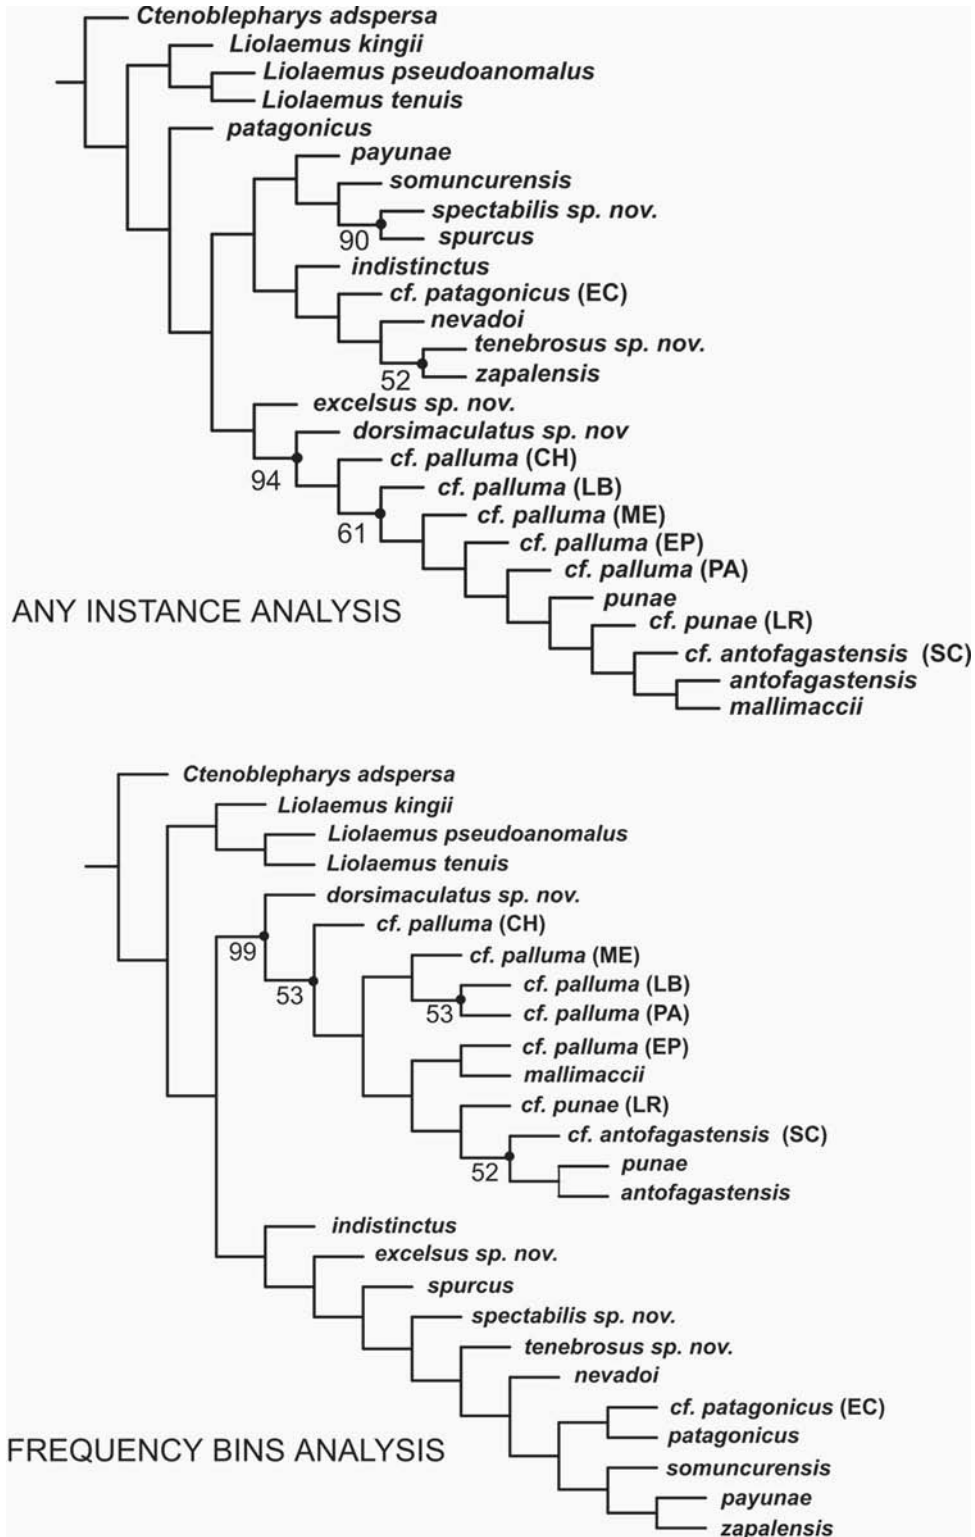 Ctenoblepharys adspersa
Liolaemus kingii
Liolaemus pseudoanomalus
Liolaemus tenuis
patagonicus
payunae
somuncurensis
spectabilis sp. nov.
90
spurcus
indistinctus
cf. patagonicus (EC)
nevadoi
tenebrosus sp. nov.
52
zapalensis
excelsus sp. nov.
dorsimaculatus sp. nov
cf. palluma (CH)
94
cf. palluma (LB)
cf. palluma (ME)
61
cf. palluma (EP)
cf. palluma (PA)
punae
ANY INSTANCE ANALYSIS
cf. punae (LR)
cf. antofagastensis (SC)
antofagastensis
mallimaccii
Ctenoblepharys adspersa
Liolaemus kingii
Liolaemus pseudoanomalus
Liolaemus tenuis
dorsimaculatus sp. nov.
cf. palluma (CH)
99
cf. palluma (ME)
cf. palluma (LB)
53
53
cf. palluma (PA)
cf. palluma (EP)
mallimaccii
cf. punae (LR)
cf. antofagastensis (SC)
52
punae
antofagastensis
indistinctus
excelsus sp. nov.
spurcus
spectabilis sp. nov.
tenebrosus sp. nov.
nevadoi
cf. patagonicus (EC)
patagonicus
FREQUENCY BINS ANALYSIS
somuncurensis
payunae
zapalensis